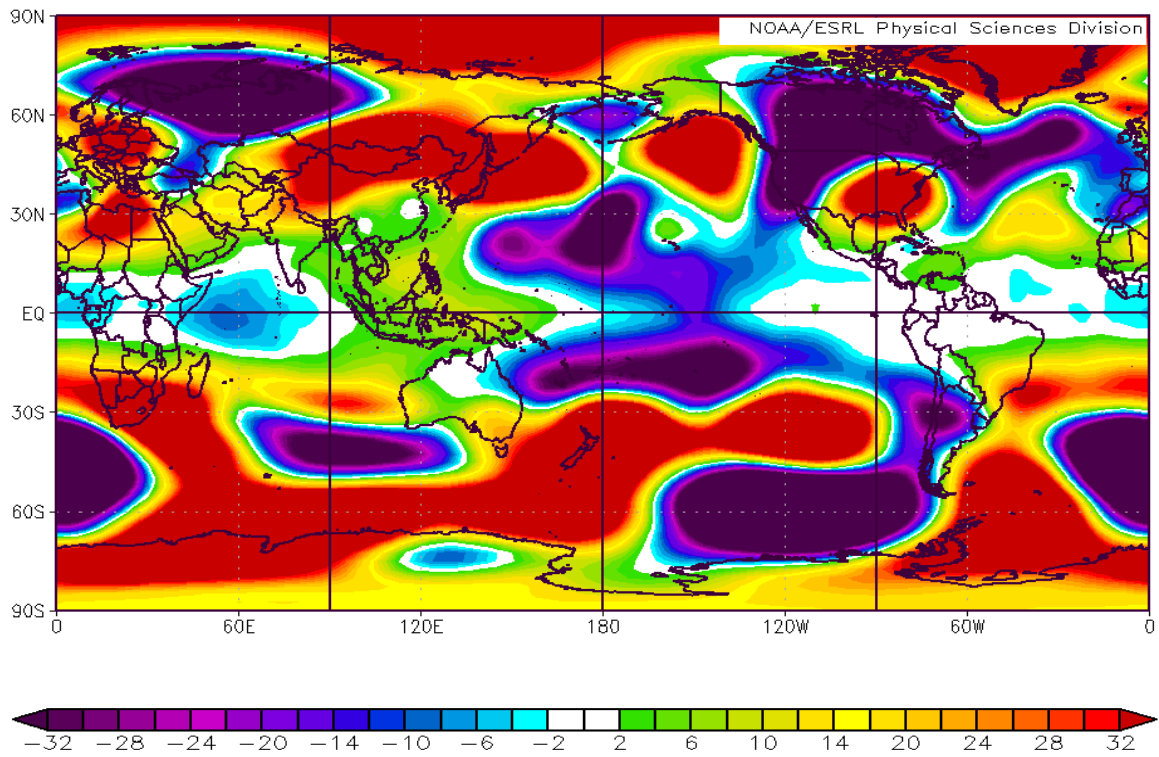 90N
NOAA/ESRL Physical Sciences Division
60N
30N
EQ
30S
60S
90S
0 60E 120E 180 120W 60W 0
−32 −28 −24 −20 −14 −10 −6 −2 2 6 10 14 20 24 28 32